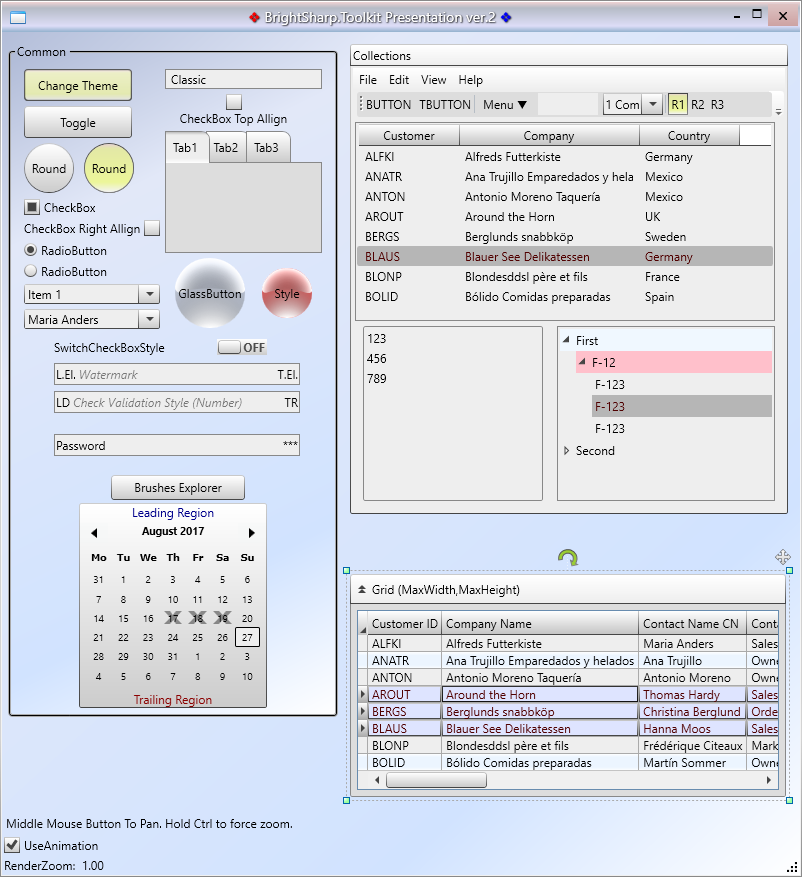 BrightSharp.Toolkit Presentation ver.2
Common
Change Theme
Classic
Toggle
CheckBox Top Allign
Round Round
Tab1 Tab2 Tab3
CheckBox
CheckBox Right Allign
RadioButton
RadioButton
Item 1
Maria Anders
GlassButton
Style
SwitchCheckBoxStyle OFF
L.El. Watermark T.El.
LD Check Validation Style (Number) TR
Password ***
Brushes Explorer
Leading Region
August 2017
Mo Tu We Th Fr Sa Su
31 1 2 3 4 5 6
7 8 9 10 11 12 13
14 15 16 17 18 19 20
21 22 23 24 25 26 27
28 29 30 31 1 2 3
4 5 6 7 8 9 10
Trailing Region
Collections
File Edit View Help
BUTTON TBUTTON Menu 1 Com R1 R2 R3
Customer Company Country
ALFKI Alfreds Futterkiste Germany
ANATR Ana Trujillo Emparedados y hela Mexico
ANTON Antonio Moreno Taquería Mexico
AROUT Around the Horn UK
BERGS Berglunds snabbköp Sweden
BLAUS Blauer See Delikatessen Germany
BLONP Blondesddsl père et fils France
BOLID Bólido Comidas preparadas Spain
123
456
789
First
F-12
F-123
F-123
F-123
Second
Grid (MaxWidth,MaxHeight)
Customer ID Company Name Contact Name CN Conta
ALFKI Alfreds Futterkiste Maria Anders Sales
ANATR Ana Trujillo Emparedados y helados Ana Trujillo Owne
ANTON Antonio Moreno Taquería Antonio Moreno Owne
AROUT Around the Horn Thomas Hardy Sales
BERGS Berglunds snabbköp Christina Berglund Orde
BLAUS Blauer See Delikatessen Hanna Moos Sales
BLONP Blondesddsl père et fils Frédérique Citeaux Mark
BOLID Bólido Comidas preparadas Martín Sommer Owne
Middle Mouse Button To Pan. Hold Ctrl to force zoom.
UseAnimation
RenderZoom: 1.00